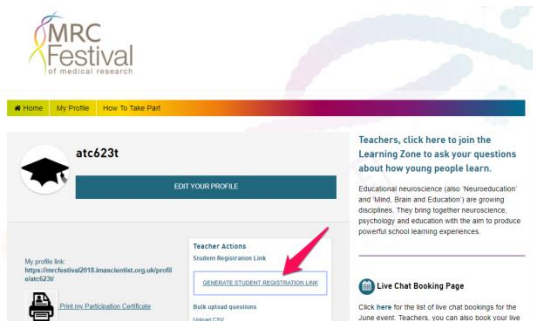 MRC
Festival
of medical research
Home My Profile How To Take Part
atc623t
EDIT YOUR PROFILE
My profile link:
https://mrcfestival2018.imascientist.org.uk/profil
e/atc623t/
Print my Participation Certificate
Teacher Actions
Student Registration Link
GENERATE STUDENT REGISTRATION LINK
Bulk upload questions
Upload CSV
Teachers, click here to join the
Learning Zone to ask your questions
about how young people learn.
Educational neuroscience (also 'Neuroeducation'
and 'Mind, Brain and Education') are growing
disciplines. They bring together neuroscience,
psychology and education with the aim to produce
powerful school learning experiences.
Live Chat Booking Page
Click here for the list of live chat bookings for the
June event. Teachers, you can also book your live